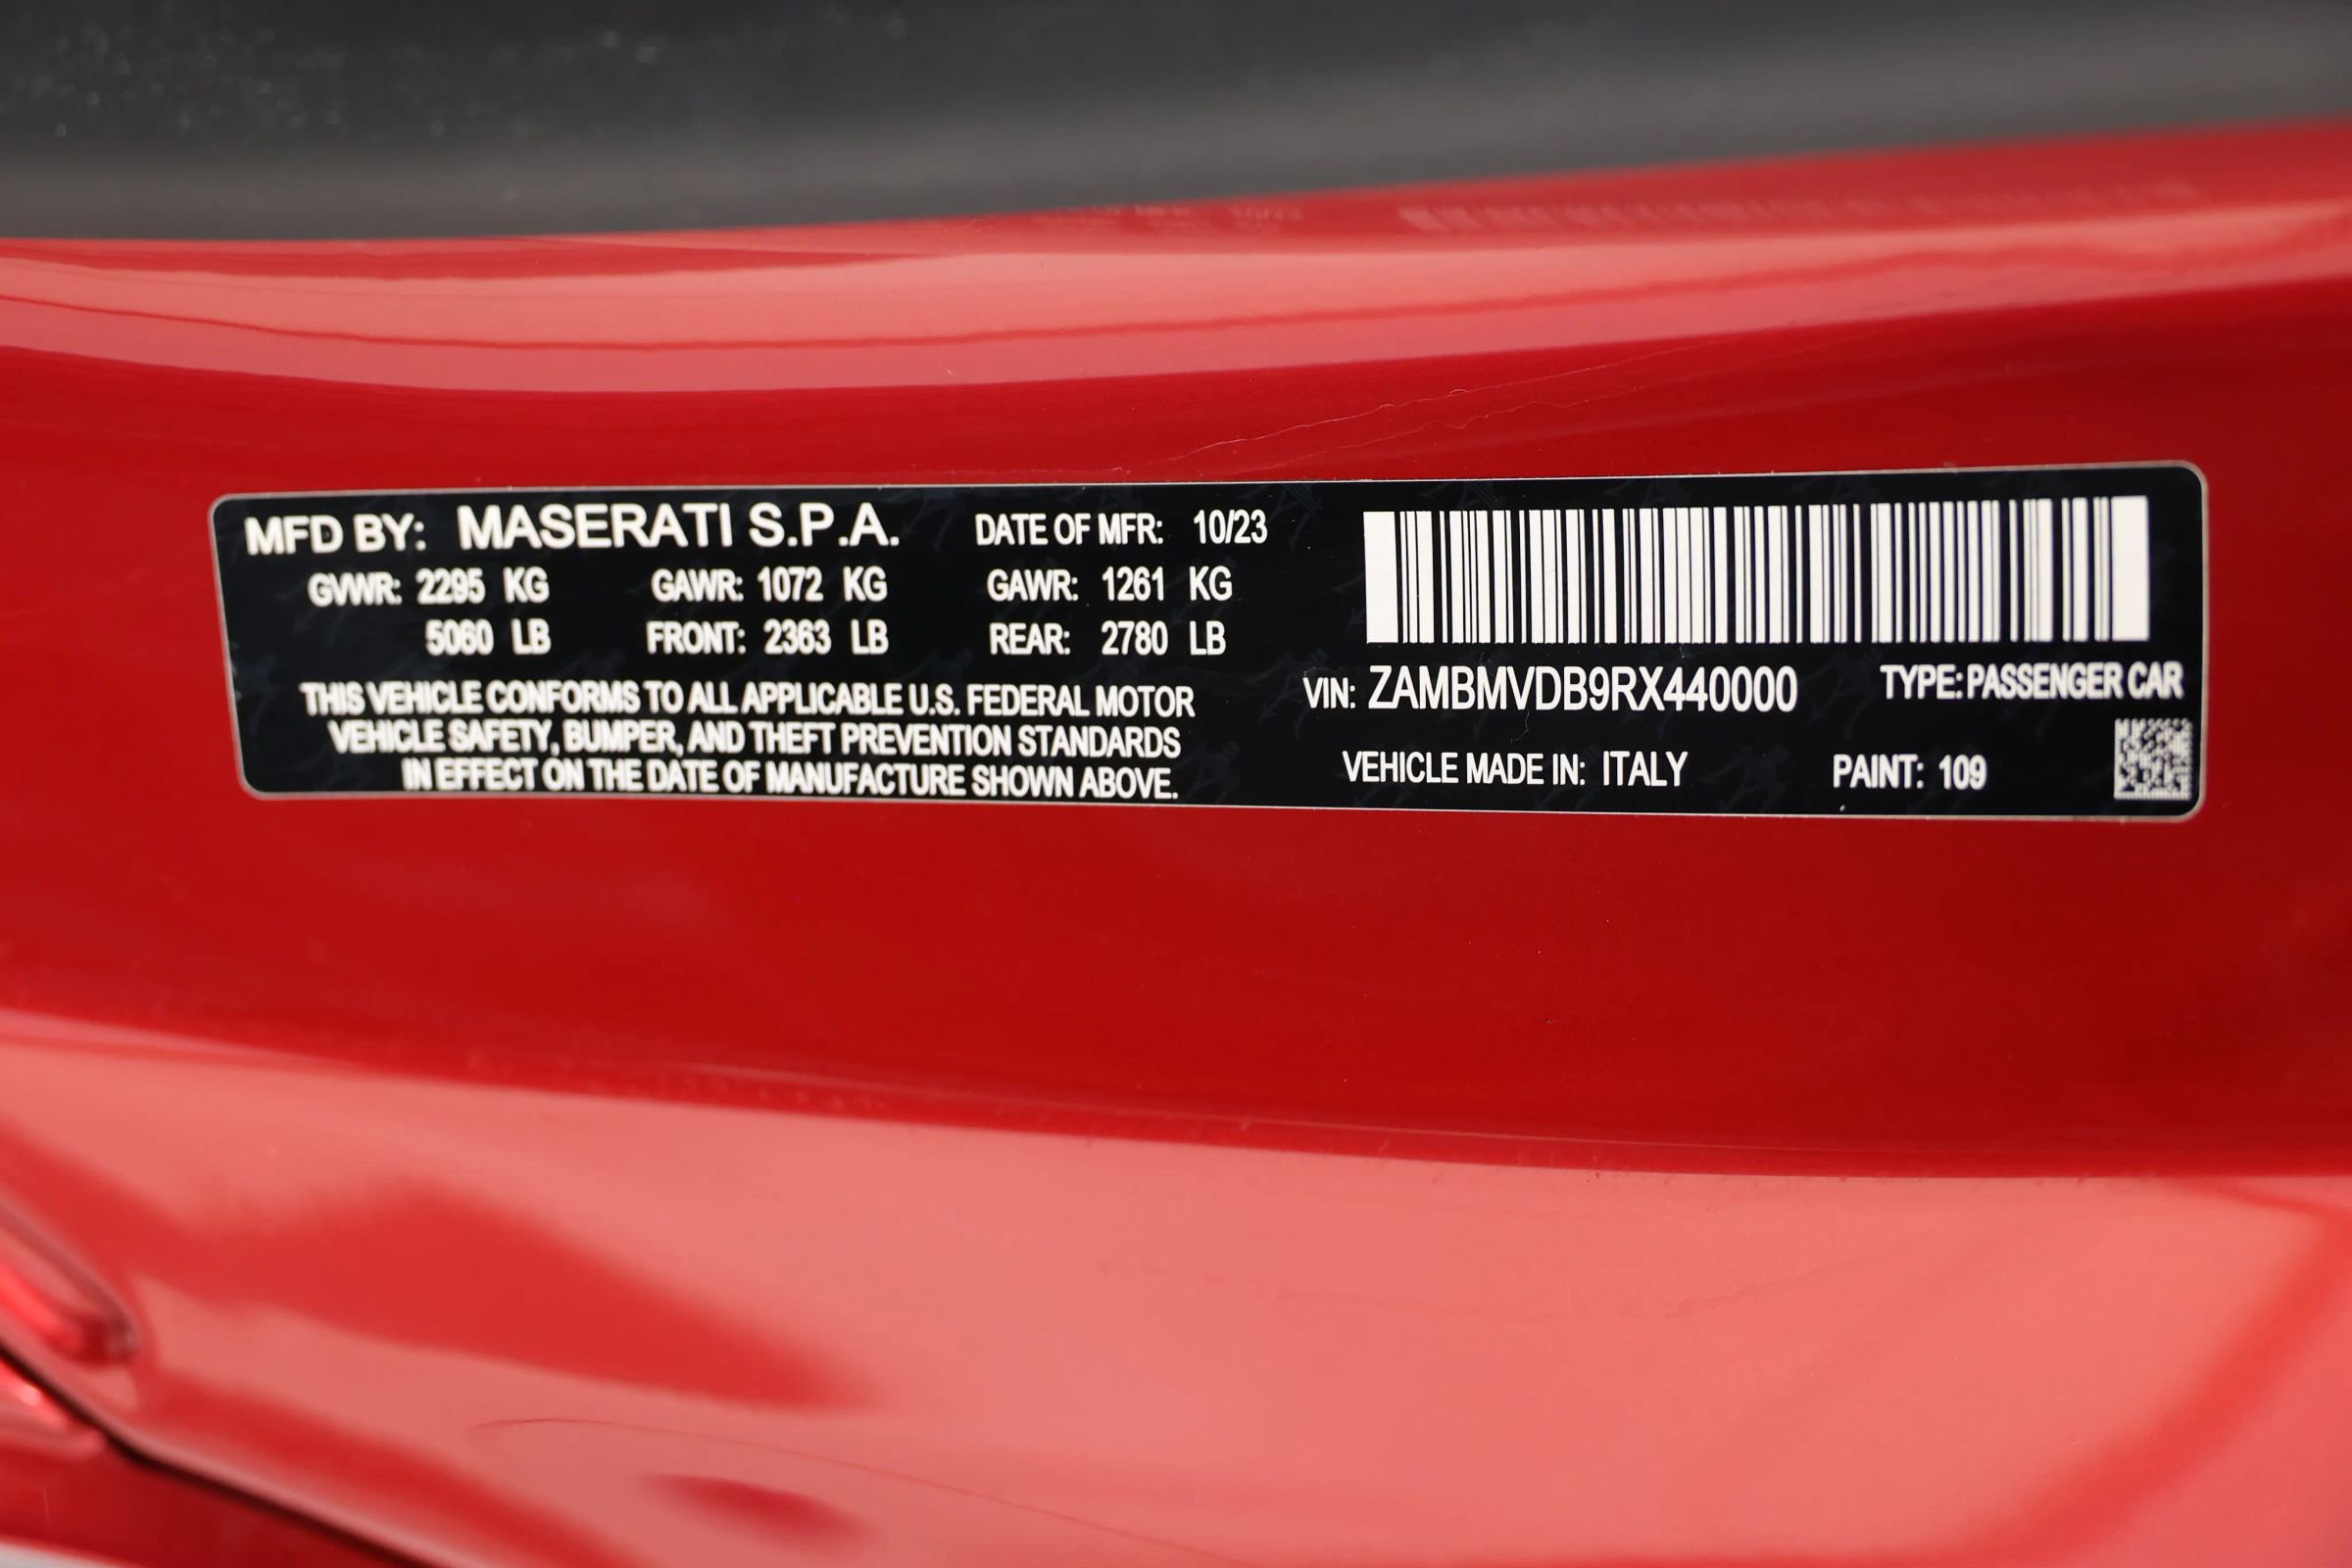 MFD BY: MASERATI S.P.A. DATE OF MFR: 10/23
GVWR: 2295 KG GAWR: 1072 KG GAWR: 1261 KG
5060 LB FRONT: 2363 LB REAR: 2780 LB
THIS VEHICLE CONFORMS TO ALL APPLICABLE U.S. FEDERAL MOTOR
VEHICLE SAFETY, BUMPER, AND THEFT PREVENTION STANDARDS
IN EFFECT ON THE DATE OF MANUFACTURE SHOWN ABOVE.
VIN: ZAMBMVDB9RX440000 TYPE: PASSENGER CAR
VEHICLE MADE IN: ITALY PAINT: 109